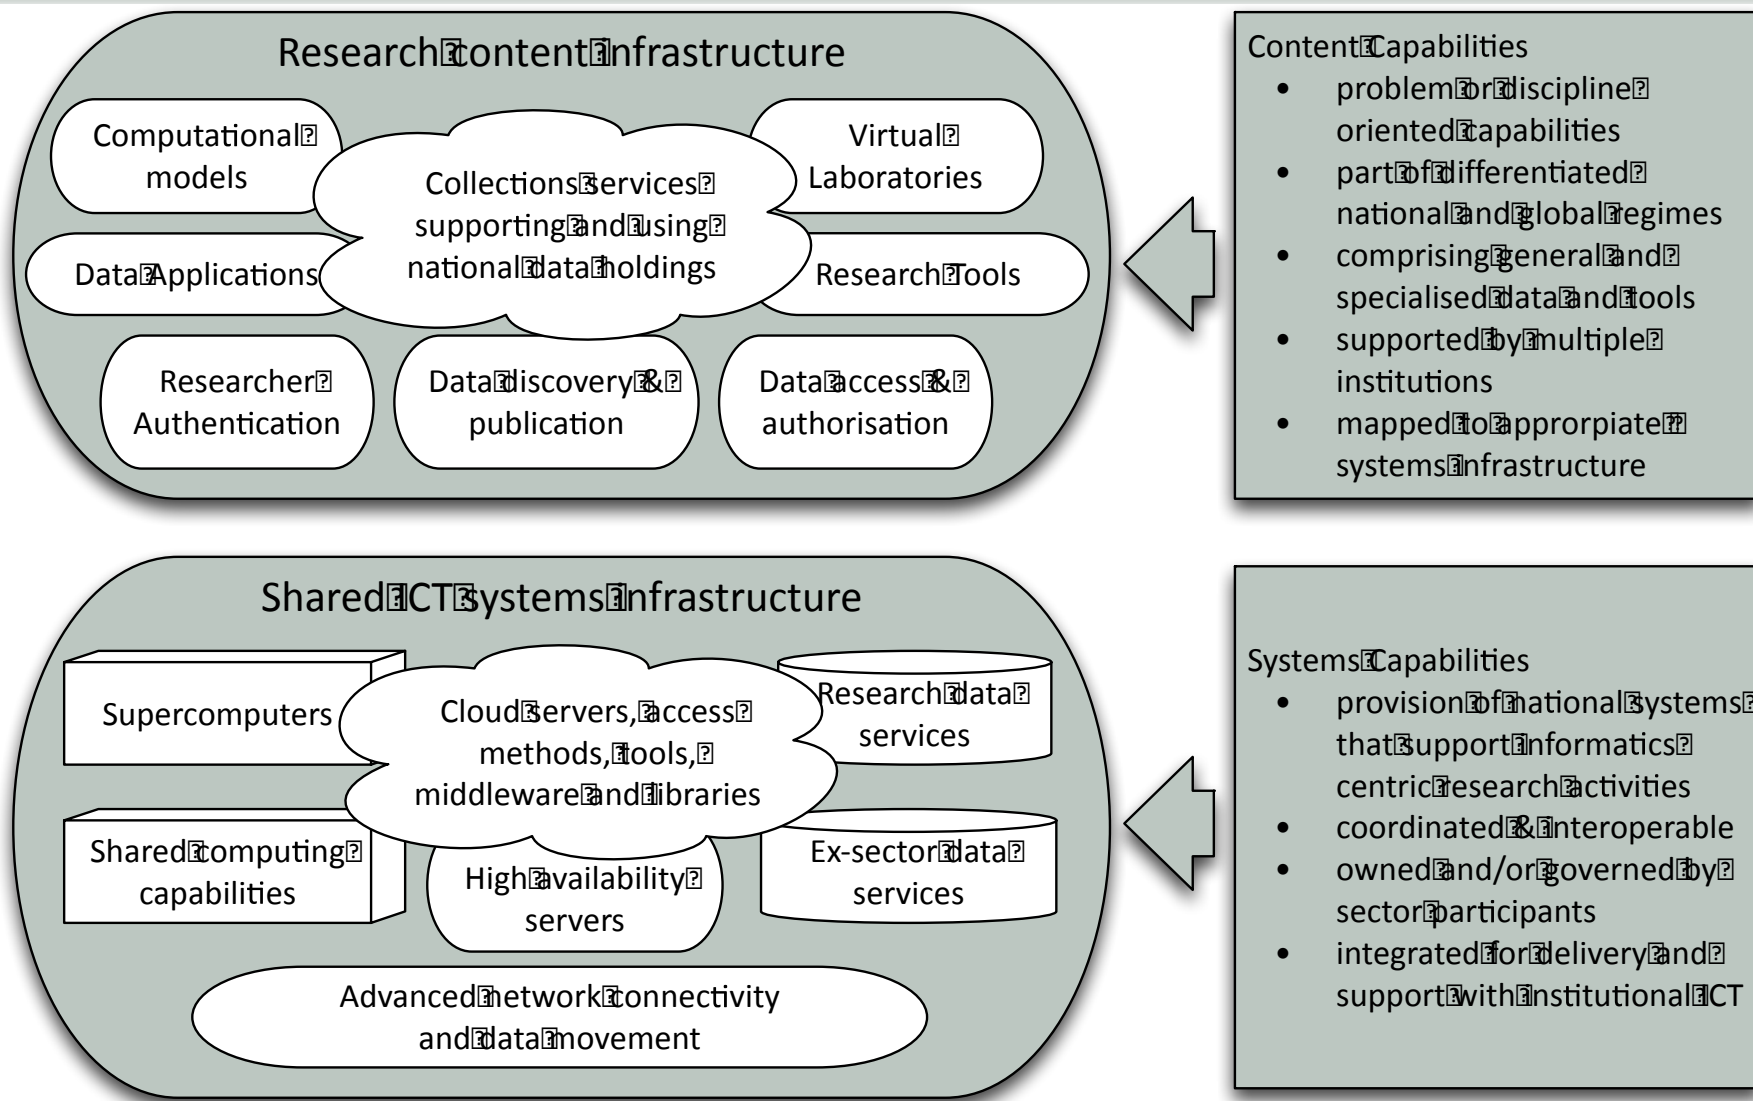 Research content infrastructure
Computational
models
Collections services
supporting and using
national data holdings
Virtual
Laboratories
Data Applications
Research Tools
Researcher
Authentication
Data discovery &
publication
Data access &
authorisation
Content Capabilities
• problem or discipline
oriented capabilities
• part of differentiated
national and global regimes
• comprising general and
specialised data and tools
• supported by multiple
institutions
• mapped to approrpiate
systems infrastructure
Shared ICT systems infrastructure
Supercomputers
Cloud servers, access
methods, tools,
middleware and libraries
Research data
services
Shared computing
capabilities
High availability
servers
Ex-sector data
services
Advanced network connectivity
and data movement
Systems Capabilities
• provision of national systems
that support informatics
centric research activities
• coordinated & interoperable
• owned and/or governed by
sector participants
• integrated for delivery and
support with institutional ICT